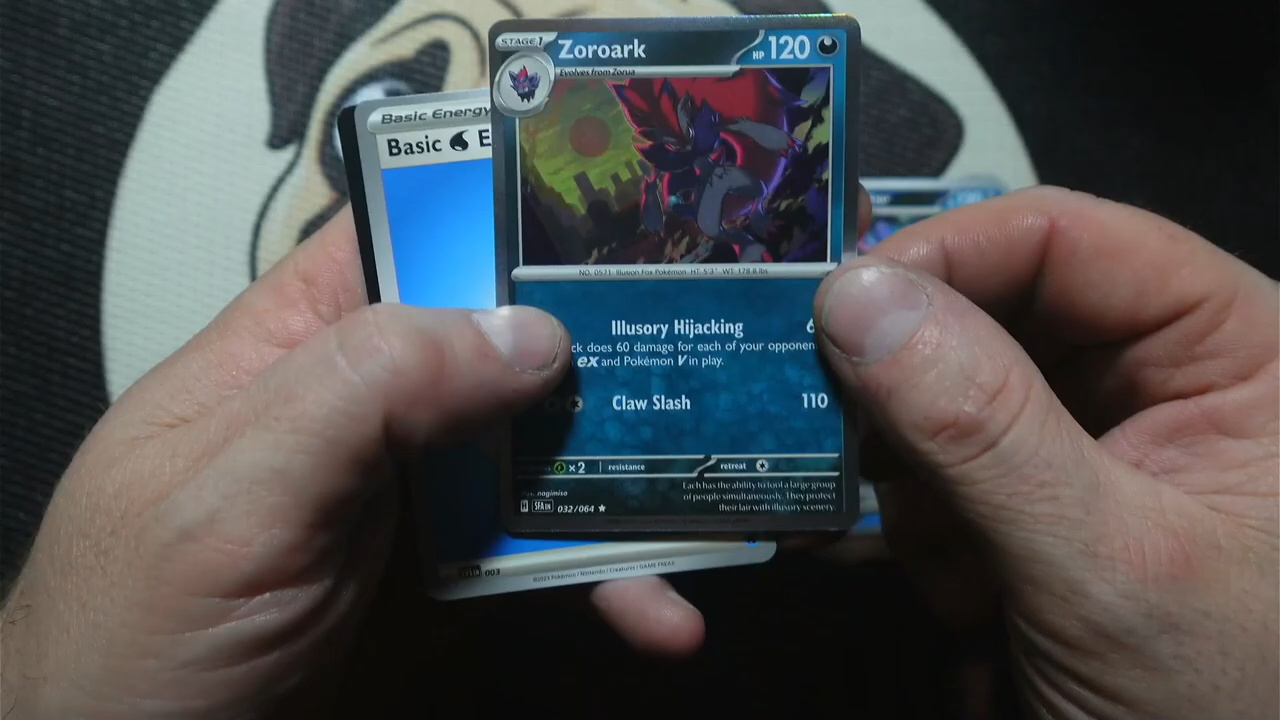 STAGE 1
Zoroark
HP 120
Evolves from Zorua
Basic Energy
Basic E
NO. 0571 Illusion Fox Pokémon HT: 5'3" WT: 178.8 lbs
Illusory Hijacking 6
ck does 60 damage for each of your opponen
ex and Pokémon V in play.
Claw Slash 110
×2 resistance retreat
nagimiso
H SFA EN 032/064 ★
Each has the ability to fool a large group
of people simultaneously. They protect
their lair with illusory scenery.
003
©2023 Pokémon / Nintendo / Creatures / GAME FREAK